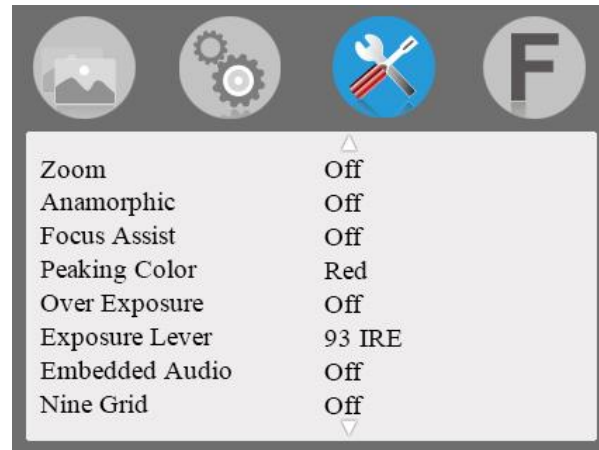 F
Zoom Off
Anamorphic Off
Focus Assist Off
Peaking Color Red
Over Exposure Off
Exposure Lever 93 IRE
Embedded Audio Off
Nine Grid Off